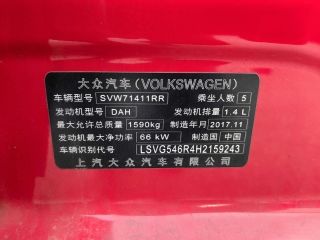 大众汽车(VOLKSWAGEN)
车辆型号 SVW71411RR 乘坐人数 5
发动机型号 DAH 发动机排量 1.4 L
最大允许总质量 1590kg 制造年月 2017.11
发动机最大净功率 66 kW 制造国 中国
车辆识别代号 LSVG546R4H2159243
上汽大众汽车有限公司